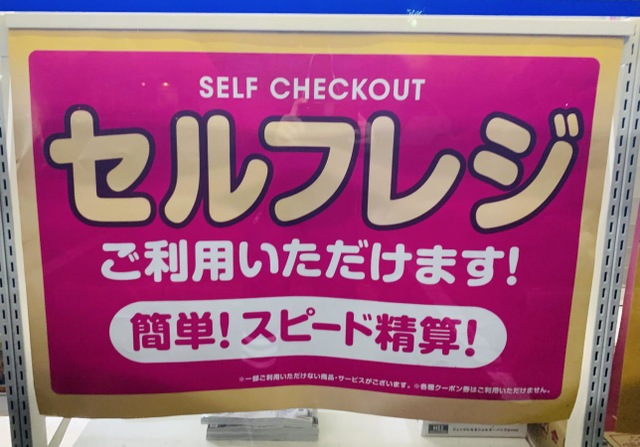 SELF CHECKOUT
セルフレジ
ご利用いただけます!
簡単! スピード精算!
※一部ご利用いただけない商品・サービスがございます。※各種クーポン券はご利用いただけません。